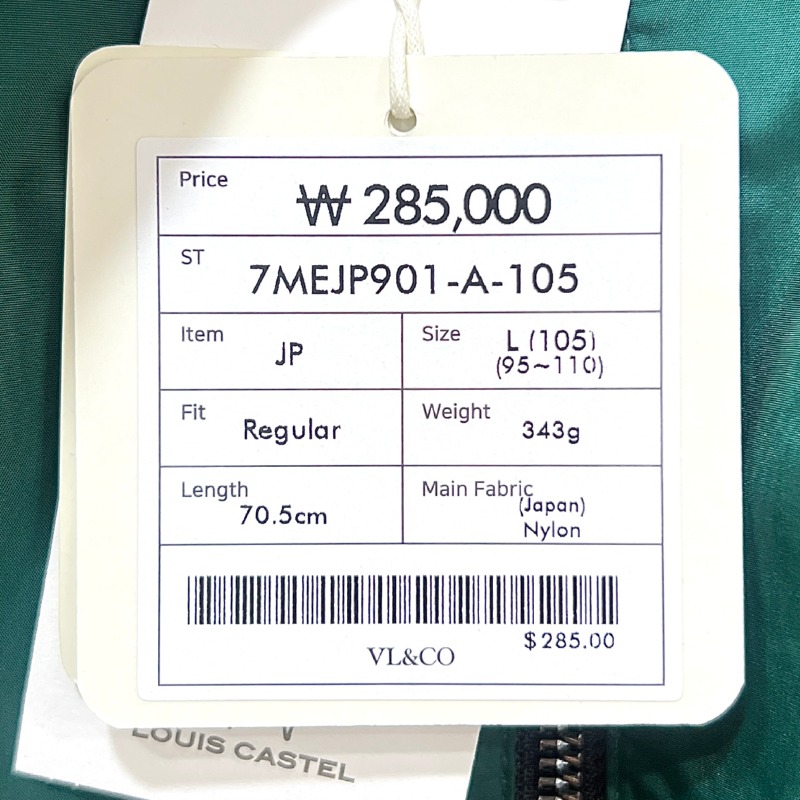 Price
₩ 285,000
ST
7MEJP901-A-105
Item
JP
Size
L (105)
(95~110)
Fit
Regular
Weight
343g
Length
70.5cm
Main Fabric
(Japan)
Nylon
$285.00
VL&CO
LOUIS CASTEL